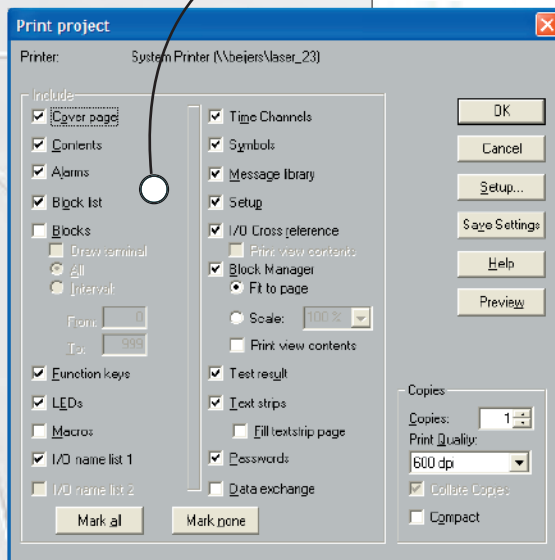 Print project
Printer: System Printer (\\beijers\laser_23)
Include
Cover page
Contents
Alarms
Block list
Blocks
Draw terminal
All
Interval:
From: 0
To: 999
Function keys
LEDs
Macros
I/O name list 1
I/O name list 2
Mark all
Time Channels
Symbols
Message library
Setup
I/O Cross reference
Print view contents
Block Manager
Fit to page
Scale: 100 %
Print view contents
Test result
Text strips
Fill textstrip page
Passwords
Data exchange
Mark none
OK
Cancel
Setup...
Save Settings
Help
Preview
Copies
Copies: 1
Print Quality:
600 dpi
Collate Copies
Compact